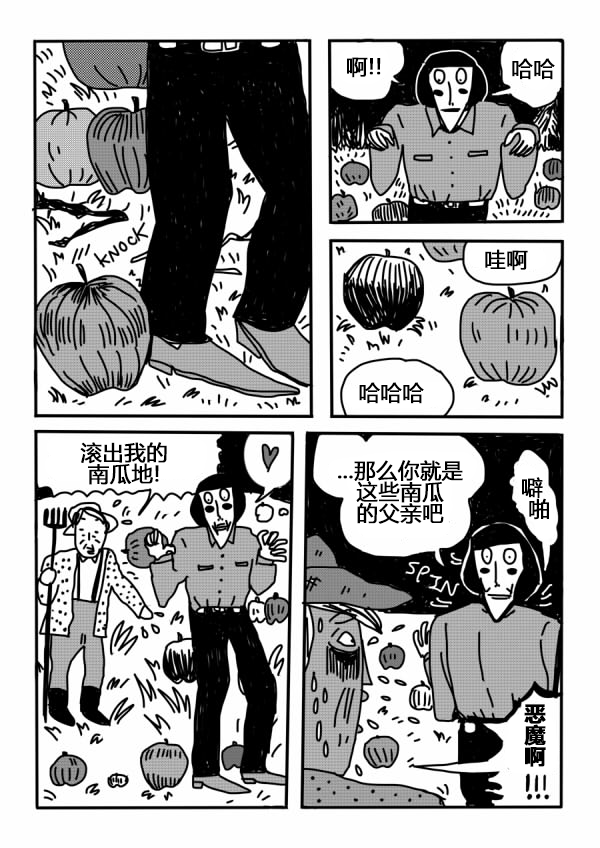 KNOCK
啊!!
哈哈
哇啊
哈哈哈
滚出我的
南瓜地!
...那么你就是
这些南瓜
的父亲吧
噼
啪
SPIN
恶魔啊!!!